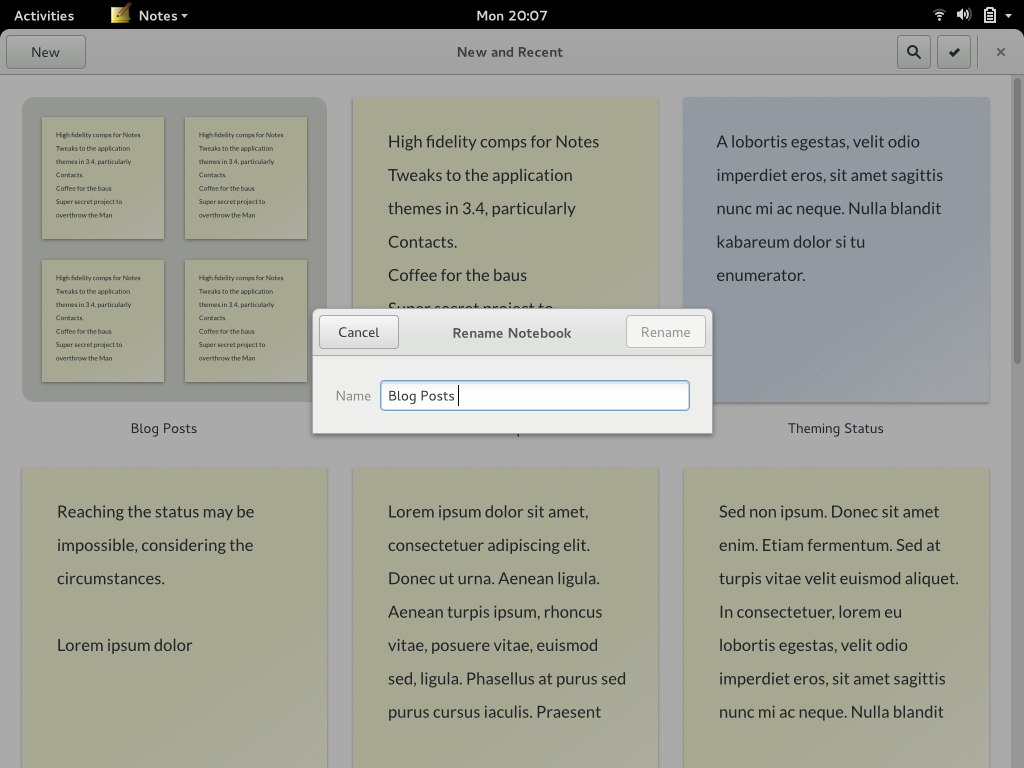 Activities
Notes
Mon 20:07
New
New and Recent
High fidelity comps for Notes
Tweaks to the application
themes in 3.4, particularly
Contacts.
Coffee for the baus
Super secret project to
overthrow the Man
High fidelity comps for Notes
Tweaks to the application
themes in 3.4, particularly
Contacts.
Coffee for the baus
Super secret project to
overthrow the Man
High fidelity comps for Notes
Tweaks to the application
themes in 3.4, particularly
Contacts.
Coffee for the baus
Super secret project to
overthrow the Man
High fidelity comps for Notes
Tweaks to the application
themes in 3.4, particularly
Contacts.
Coffee for the baus
Super secret project to
overthrow the Man
Blog Posts
High fidelity comps for Notes
Tweaks to the application
themes in 3.4, particularly
Contacts.
Coffee for the baus
Super secret project to
A lobortis egestas, velit odio
imperdiet eros, sit amet sagittis
nunc mi ac neque. Nulla blandit
kabareum dolor si tu
enumerator.
Theming Status
Cancel
Rename Notebook
Rename
Name
Blog Posts
Reaching the status may be
impossible, considering the
circumstances.
Lorem ipsum dolor
Lorem ipsum dolor sit amet,
consectetuer adipiscing elit.
Donec ut urna. Aenean ligula.
Aenean turpis ipsum, rhoncus
vitae, posuere vitae, euismod
sed, ligula. Phasellus at purus sed
purus cursus iaculis. Praesent
Sed non ipsum. Donec sit amet
enim. Etiam fermentum. Sed at
turpis vitae velit euismod aliquet.
In consectetuer, lorem eu
lobortis egestas, velit odio
imperdiet eros, sit amet sagittis
nunc mi ac neque. Nulla blandit